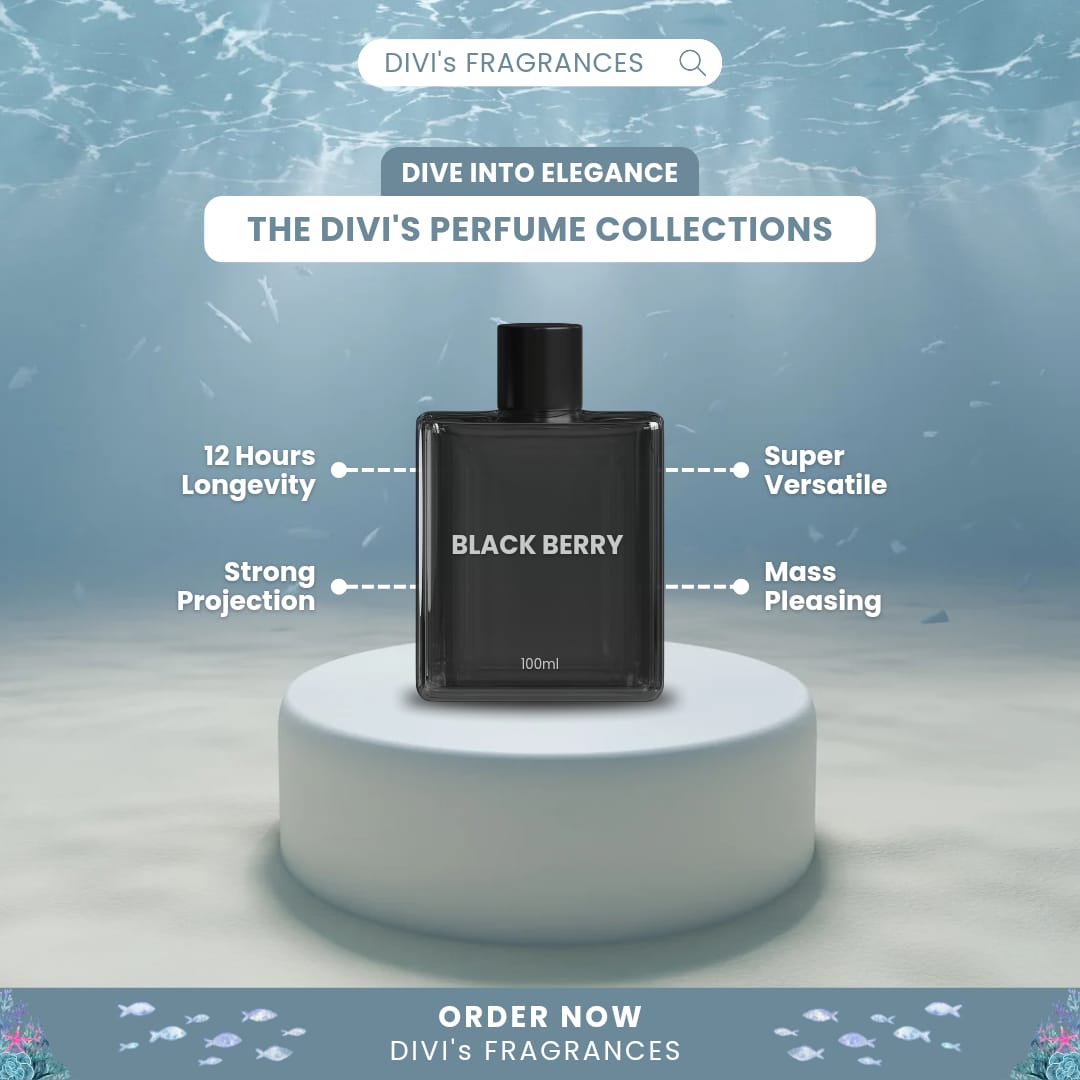 DIVI's FRAGRANCES
DIVE INTO ELEGANCE
THE DIVI'S PERFUME COLLECTIONS
12 Hours
Longevity
Super
Versatile
BLACK BERRY
Strong
Projection
Mass
Pleasing
100ml
ORDER NOW
DIVI's FRAGRANCES